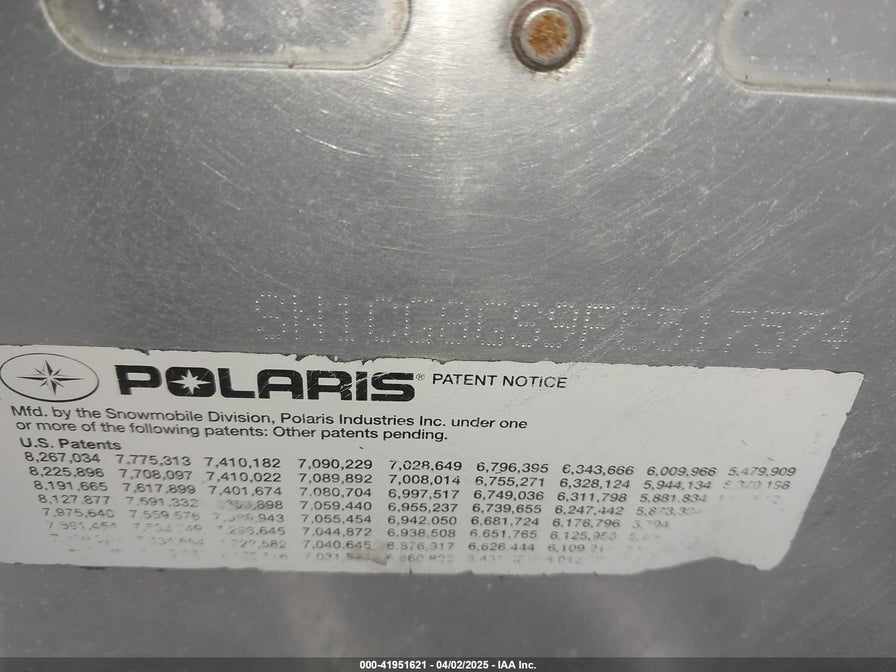 SN1CG8GS9FC517574
POLARIS® PATENT NOTICE
Mfd. by the Snowmobile Division, Polaris Industries Inc. under one
or more of the following patents: Other patents pending.
U.S. Patents
8,267,034 7,775,313 7,410,182 7,090,229 7,028,649 6,796,395 6,343,666 6,009,966 5,479,909
8,225,896 7,708,097 7,410,022 7,089,892 7,008,014 6,755,271 6,328,124 5,944,134 5,370,198
8,191,665 7,617,899 7,401,674 7,080,704 6,997,517 6,749,036 6,311,798 5,881,834
8,127,877 7,591,332 7,059,440 6,955,237 6,739,655 6,247,442
7,975,640 7,559,576 7,055,454 6,942,050 6,681,724 6,176,796
7,044,872 6,938,508 6,651,765 6,125,958
7,040,645 6,626,444
000-41951621 - 04/02/2025 - IAA Inc.